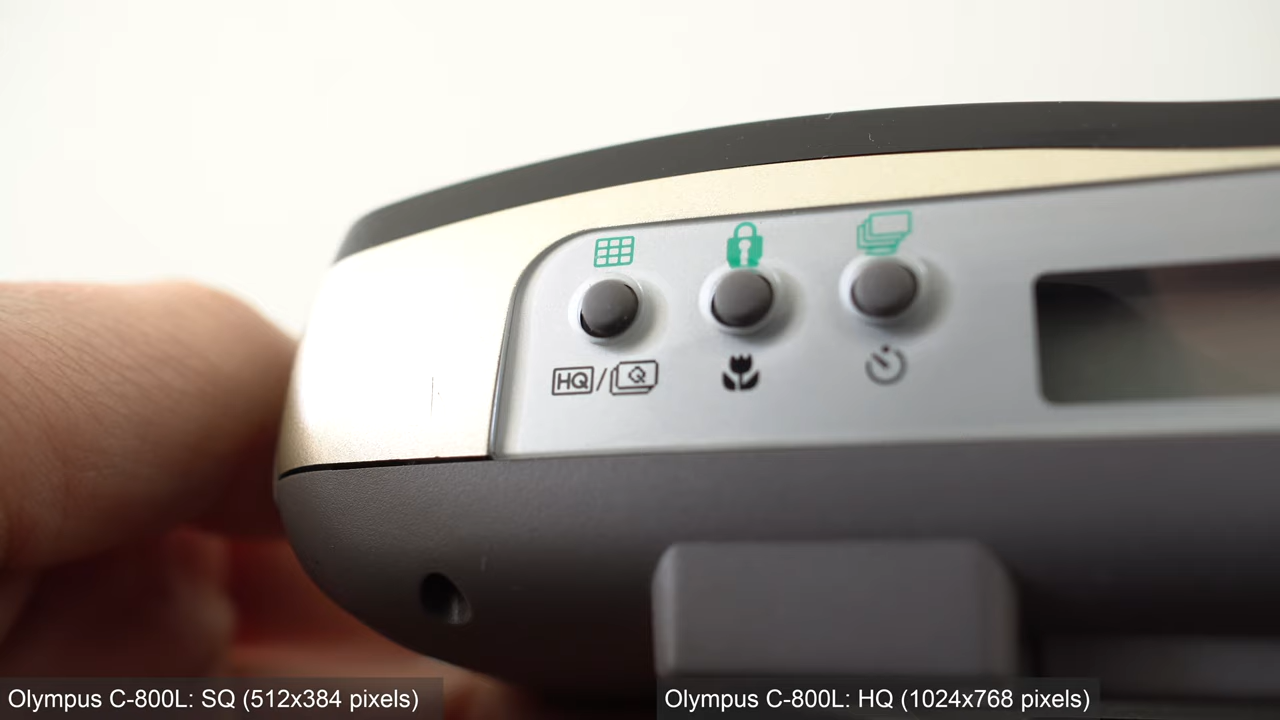 HQ/Q
Olympus C-800L: SQ (512x384 pixels)
Olympus C-800L: HQ (1024x768 pixels)